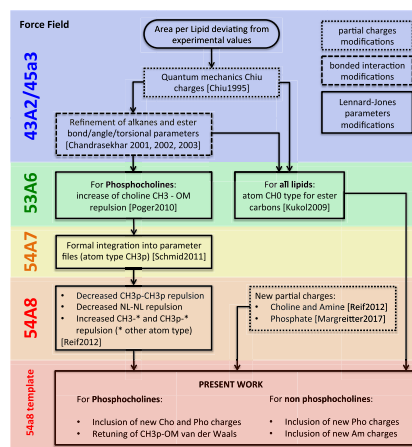 Force Field
Area per Lipid deviating from
experimental values
partial charges
modifications
bonded interaction
modifications
Lennard-Jones
parameters
modifications
43A2/45a3
Quantum mechanics Chiu
charges [Chiu1995]
Refinement of alkanes and ester
bond/angle/torsional parameters
[Chandrasekhar 2001, 2002, 2003]
53A6
For Phosphocholines:
increase of choline CH3 - OM
repulsion [Poger2010]
For all lipids:
atom CH0 type for ester
carbons [Kukol2009]
54A7
Formal integration into parameter
files (atom type CH3p) [Schmid2011]
54A8
• Decreased CH3p-CH3p repulsion
• Decreased NL-NL repulsion
• Increased CH3-* and CH3p-*
repulsion (* other atom type)
[Reif2012]
New partial charges:
• Choline and Amine [Reif2012]
• Phosphate [Margreitter2017]
54a8 template
PRESENT WORK
For Phosphocholines:
• Inclusion of new Cho and Pho charges
• Retuning of CH3p-OM van der Waals
For non phosphocholines:
• Inclusion of new Pho charges
• Inclusion of new Am charges